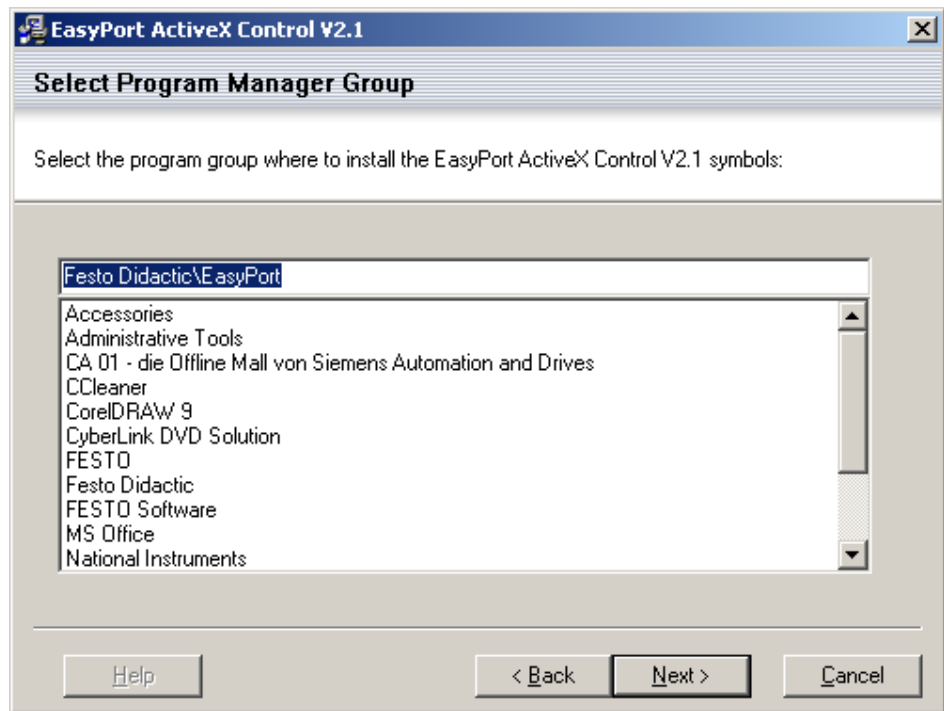 EasyPort ActiveX Control V2.1
Select Program Manager Group
Select the program group where to install the EasyPort ActiveX Control V2.1 symbols:
Festo Didactic\EasyPort
Accessories
Administrative Tools
CA 01 - die Offline Mall von Siemens Automation and Drives
CCleaner
CorelDRAW 9
CyberLink DVD Solution
FESTO
Festo Didactic
FESTO Software
MS Office
National Instruments
Help < Back Next > Cancel